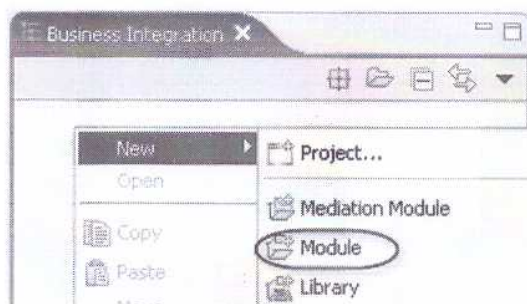 Business Integration
New
Project...
Open
Mediation Module
Copy
Module
Paste
Library